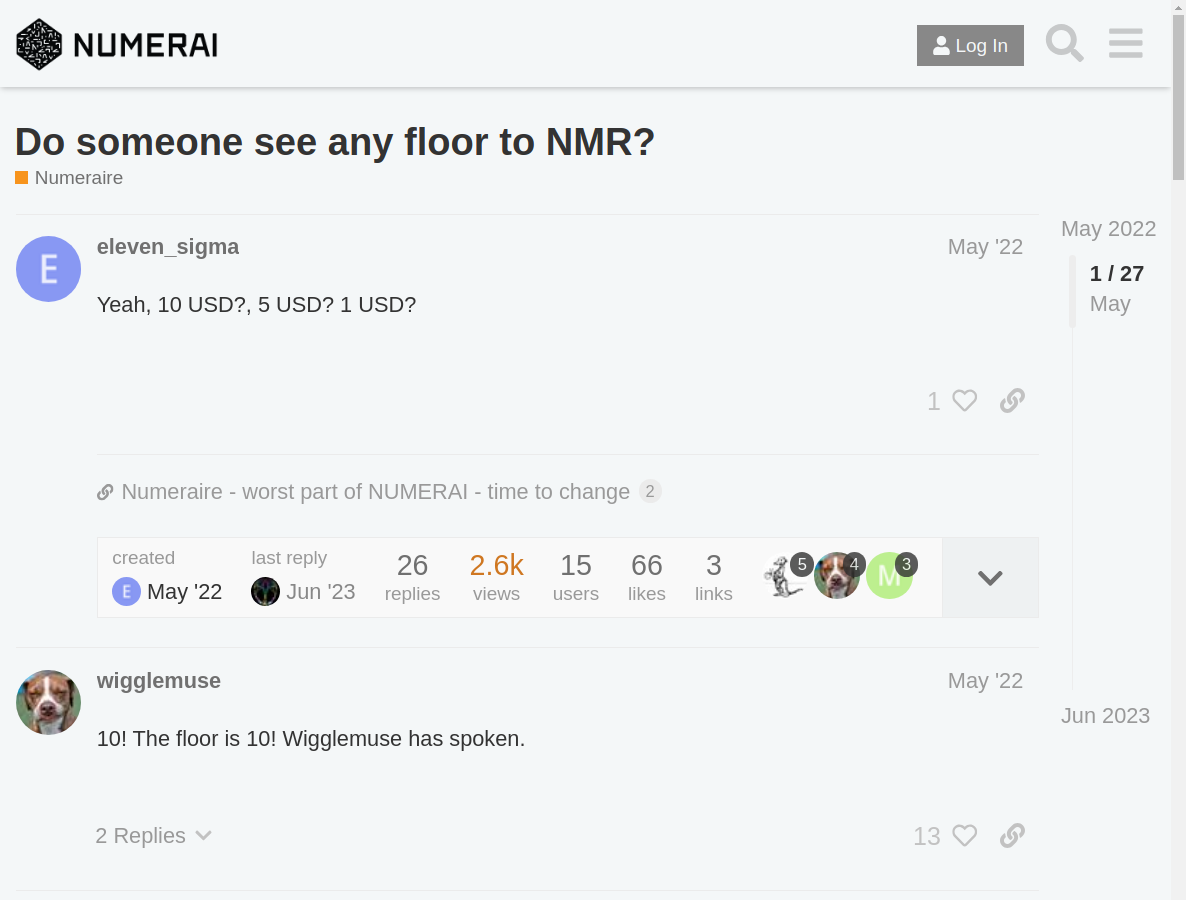 NUMERAI
Log In
Do someone see any floor to NMR?
Numeraire
May 2022
1 / 27
May
Jun 2023
E
eleven_sigma
May '22
Yeah, 10 USD?, 5 USD? 1 USD?
1
Numeraire - worst part of NUMERAI - time to change 2
created
last reply
26
2.6k
15
66
3
5
4
M
3
E
May '22
Jun '23
replies
views
users
likes
links
wigglemuse
May '22
10! The floor is 10! Wigglemuse has spoken.
2 Replies
13